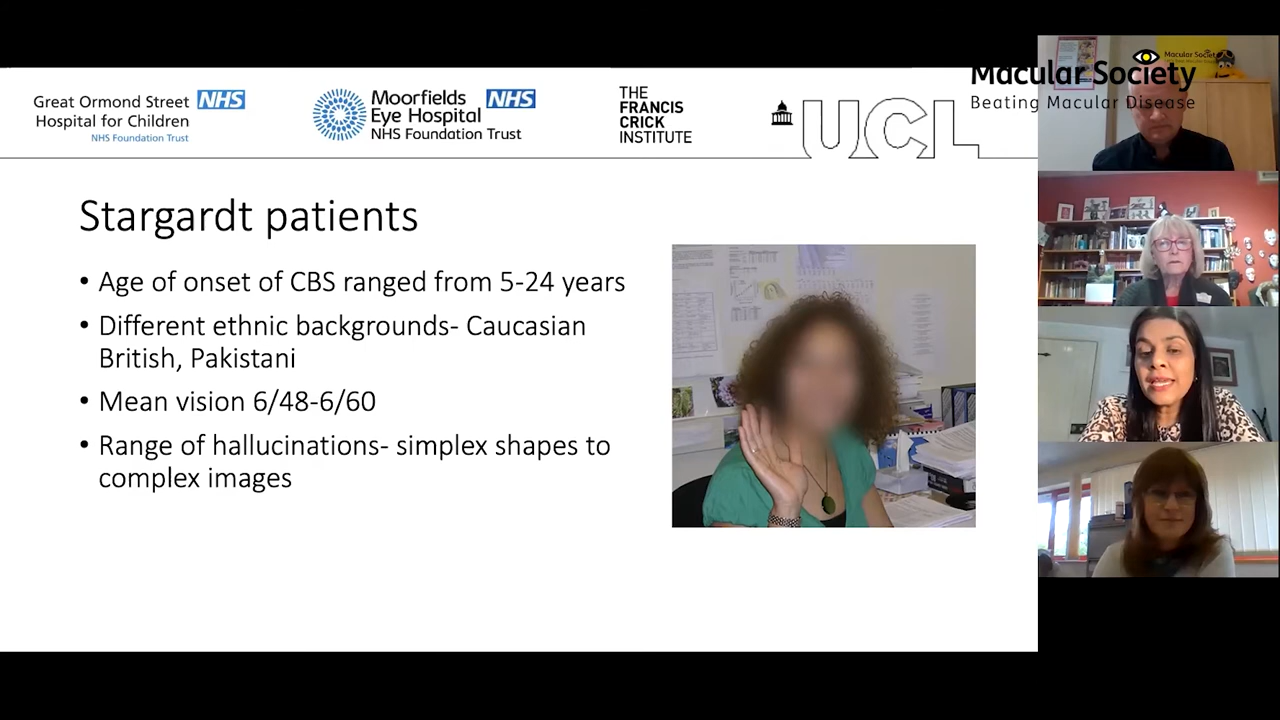 Great Ormond Street NHS
Hospital for Children
NHS Foundation Trust
Moorfields NHS
Eye Hospital
NHS Foundation Trust
THE
FRANCIS
CRICK
INSTITUTE
UCL
Macular Society
Beating Macular Disease
Macular Society
Stargardt patients
• Age of onset of CBS ranged from 5-24 years
• Different ethnic backgrounds- Caucasian
British, Pakistani
• Mean vision 6/48-6/60
• Range of hallucinations- simplex shapes to
complex images